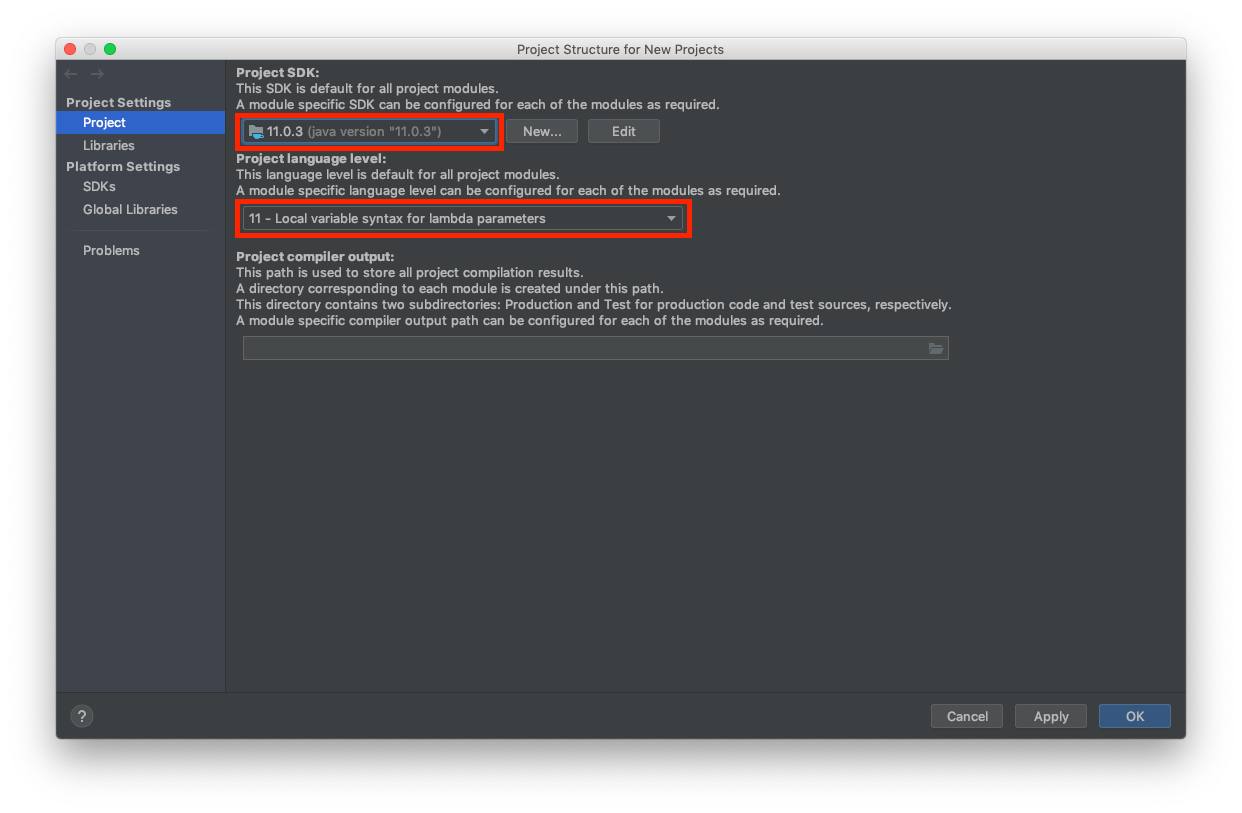 Project Structure for New Projects
Project Settings
Project
Libraries
Platform Settings
SDKs
Global Libraries
Problems
Project SDK:
This SDK is default for all project modules.
A module specific SDK can be configured for each of the modules as required.
11.0.3 (java version "11.0.3")
New...
Edit
Project language level:
This language level is default for all project modules.
A module specific language level can be configured for each of the modules as required.
11 - Local variable syntax for lambda parameters
Project compiler output:
This path is used to store all project compilation results.
A directory corresponding to each module is created under this path.
This directory contains two subdirectories: Production and Test for production code and test sources, respectively.
A module specific compiler output path can be configured for each of the modules as required.
?
Cancel
Apply
OK